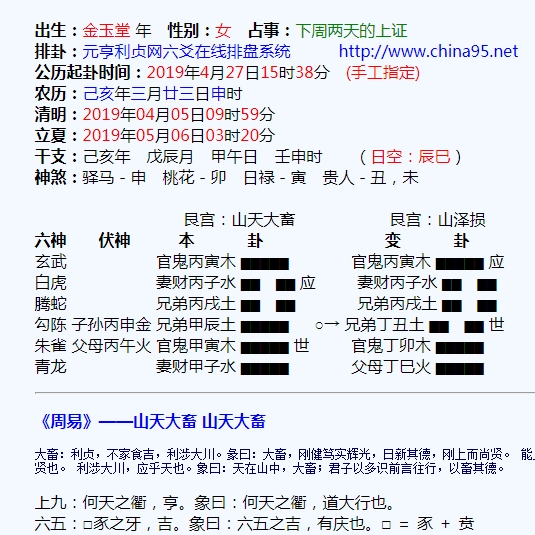 出生：金玉堂 年　性别：女　占事：下周两天的上证
排卦：元亨利贞网六爻在线排盘系统　　　http://www.china95.net
公历起卦时间：2019年4月27日15时38分　(手工指定)
农历：己亥年三月廿三日申时
清明：2019年04月05日09时59分
立夏：2019年05月06日03时20分
干支：己亥年　戊辰月　甲午日　壬申时　　（日空：辰巳）
神煞：驿马－申　桃花－卯　日禄－寅　贵人－丑，未
艮宫：山天大畜　　　　　艮宫：山泽损
六神　伏神　　本　　卦　　　　　　　变　　卦
玄武　　　　　官鬼丙寅木 ▅▅▅▅▅　　　官鬼丙寅木 ▅▅▅▅▅ 应
白虎　　　　　妻财丙子水 ▅▅　▅▅ 应　　妻财丙子水 ▅▅　▅▅
腾蛇　　　　　兄弟丙戌土 ▅▅　▅▅　　　兄弟丙戌土 ▅▅　▅▅
勾陈 子孙丙申金 兄弟甲辰土 ▅▅▅▅▅　○→ 兄弟丁丑土 ▅▅　▅▅ 世
朱雀 父母丙午火 官鬼甲寅木 ▅▅▅▅▅ 世　　官鬼丁卯木 ▅▅▅▅▅
青龙　　　　　妻财甲子水 ▅▅▅▅▅　　　父母丁巳火 ▅▅▅▅▅
《周易》——山天大畜 山天大畜
大畜：利贞，不家食吉，利涉大川。彖曰：大畜，刚健笃实辉光，日新其德，刚上而尚贤。 能
贤也。 利涉大川，应乎天也。象曰：天在山中，大畜；君子以多识前言往行，以畜其德。
上九：何天之衢，亨。象曰：何天之衢，道大行也。
六五：□豕之牙，吉。象曰：六五之吉，有庆也。□ ＝ 豕 ＋ 贲